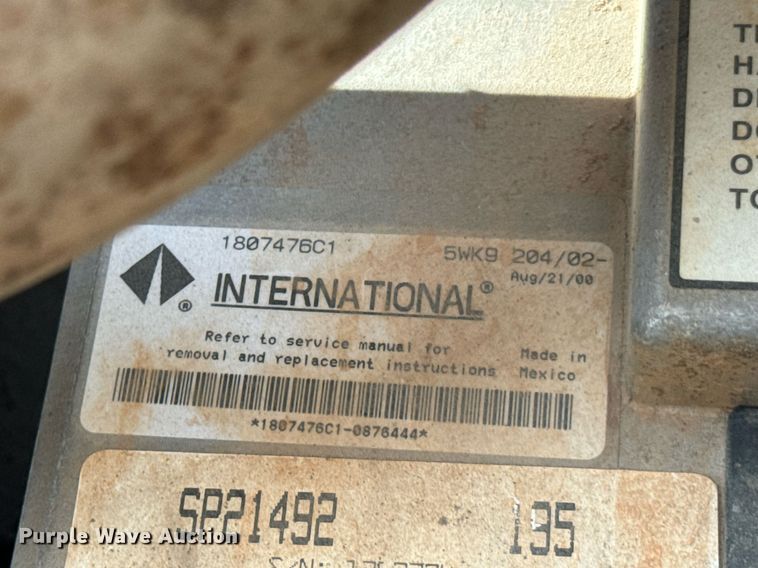 1807476C1
5WK9 204/02-
Aug/21/00
INTERNATIONAL®
Refer to service manual for
removal and replacement instructions
Made in
Mexico
*1807476C1-0876444*
SP21492 195
S/N:
Purple Wave Auction